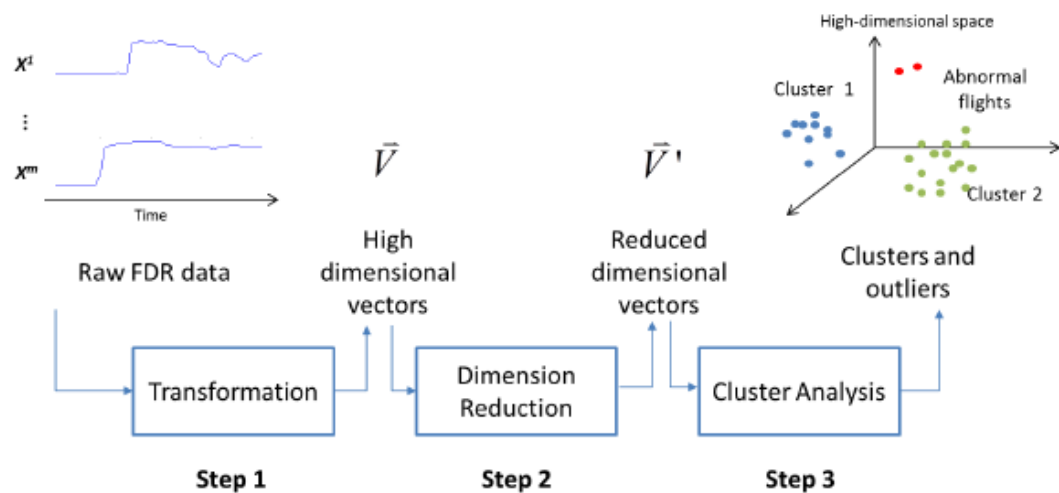 High-dimensional space
X¹
Cluster 1
Abnormal
flights
⋮
V⃗
V⃗ '
Xᵐ
Cluster 2
Time
Raw FDR data
High
dimensional
vectors
Reduced
dimensional
vectors
Clusters and
outliers
Transformation
Dimension
Reduction
Cluster Analysis
Step 1
Step 2
Step 3